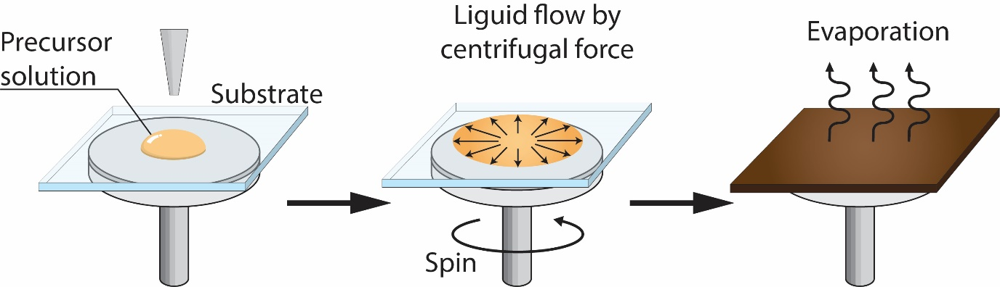 Precursor
solution
Substrate
Liguid flow by
centrifugal force
Spin
Evaporation